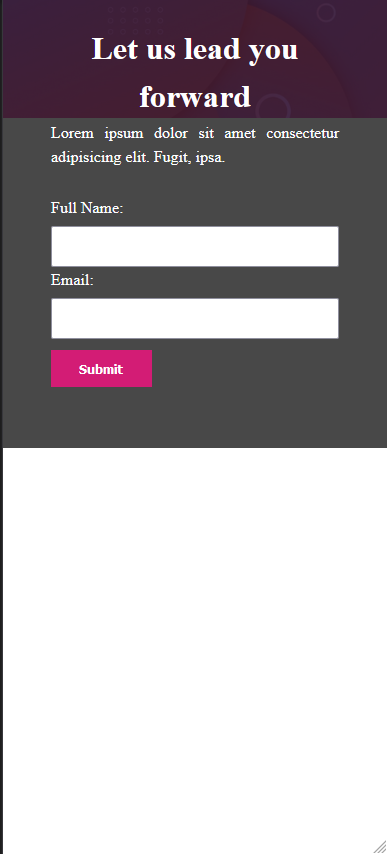 Let us lead you
forward
Lorem ipsum dolor sit amet consectetur
adipisicing elit. Fugit, ipsa.
Full Name:
Email:
Submit